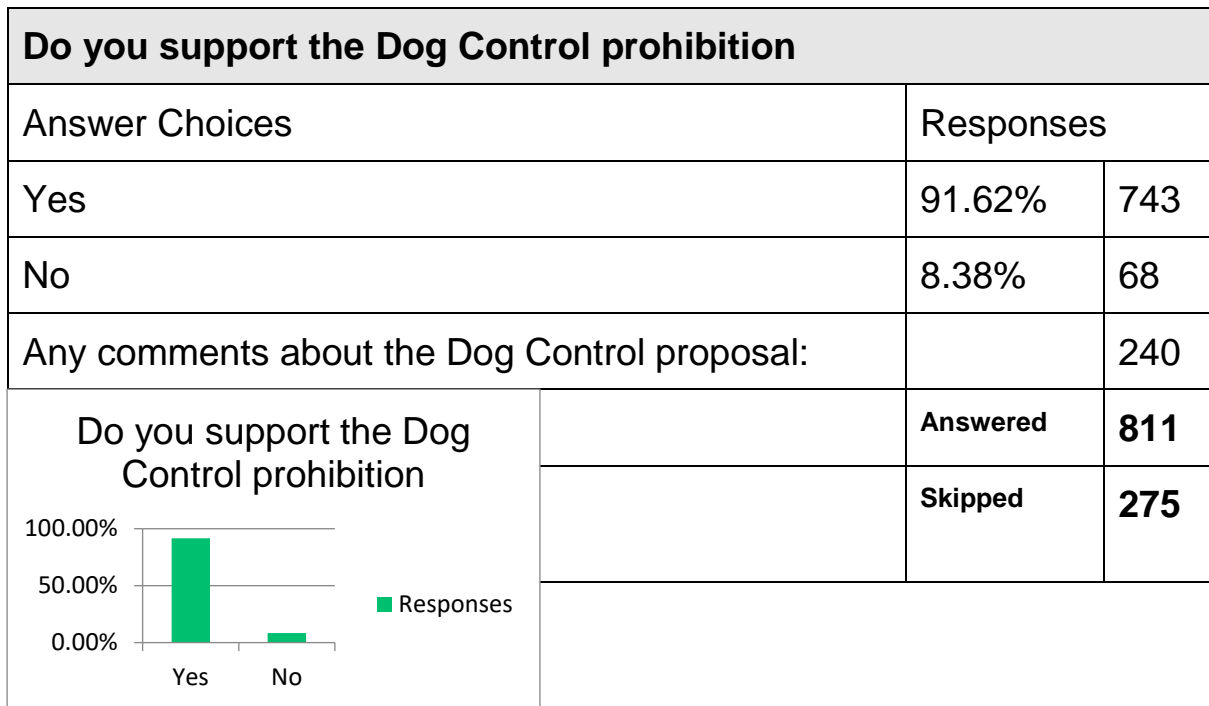 Do you support the Dog Control prohibition
Answer Choices Responses
Yes 91.62% 743
No 8.38% 68
Any comments about the Dog Control proposal: 240
Answered 811
Skipped 275
Do you support the Dog
Control prohibition
100.00%
50.00%
0.00%
Yes No
Responses